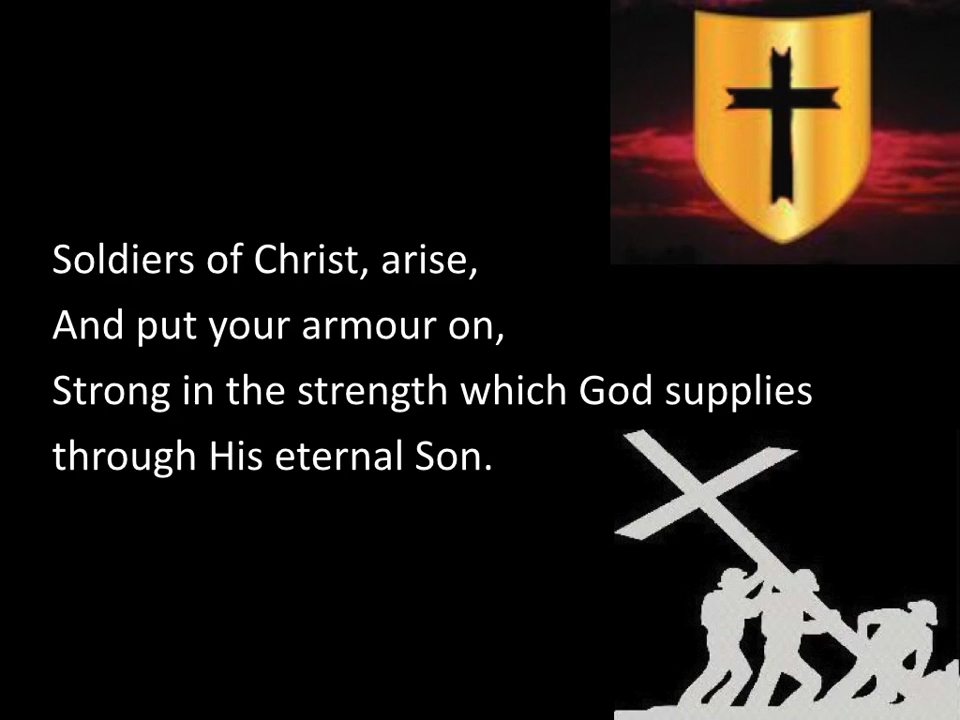 Soldiers of Christ, arise,
And put your armour on,
Strong in the strength which God supplies
through His eternal Son.